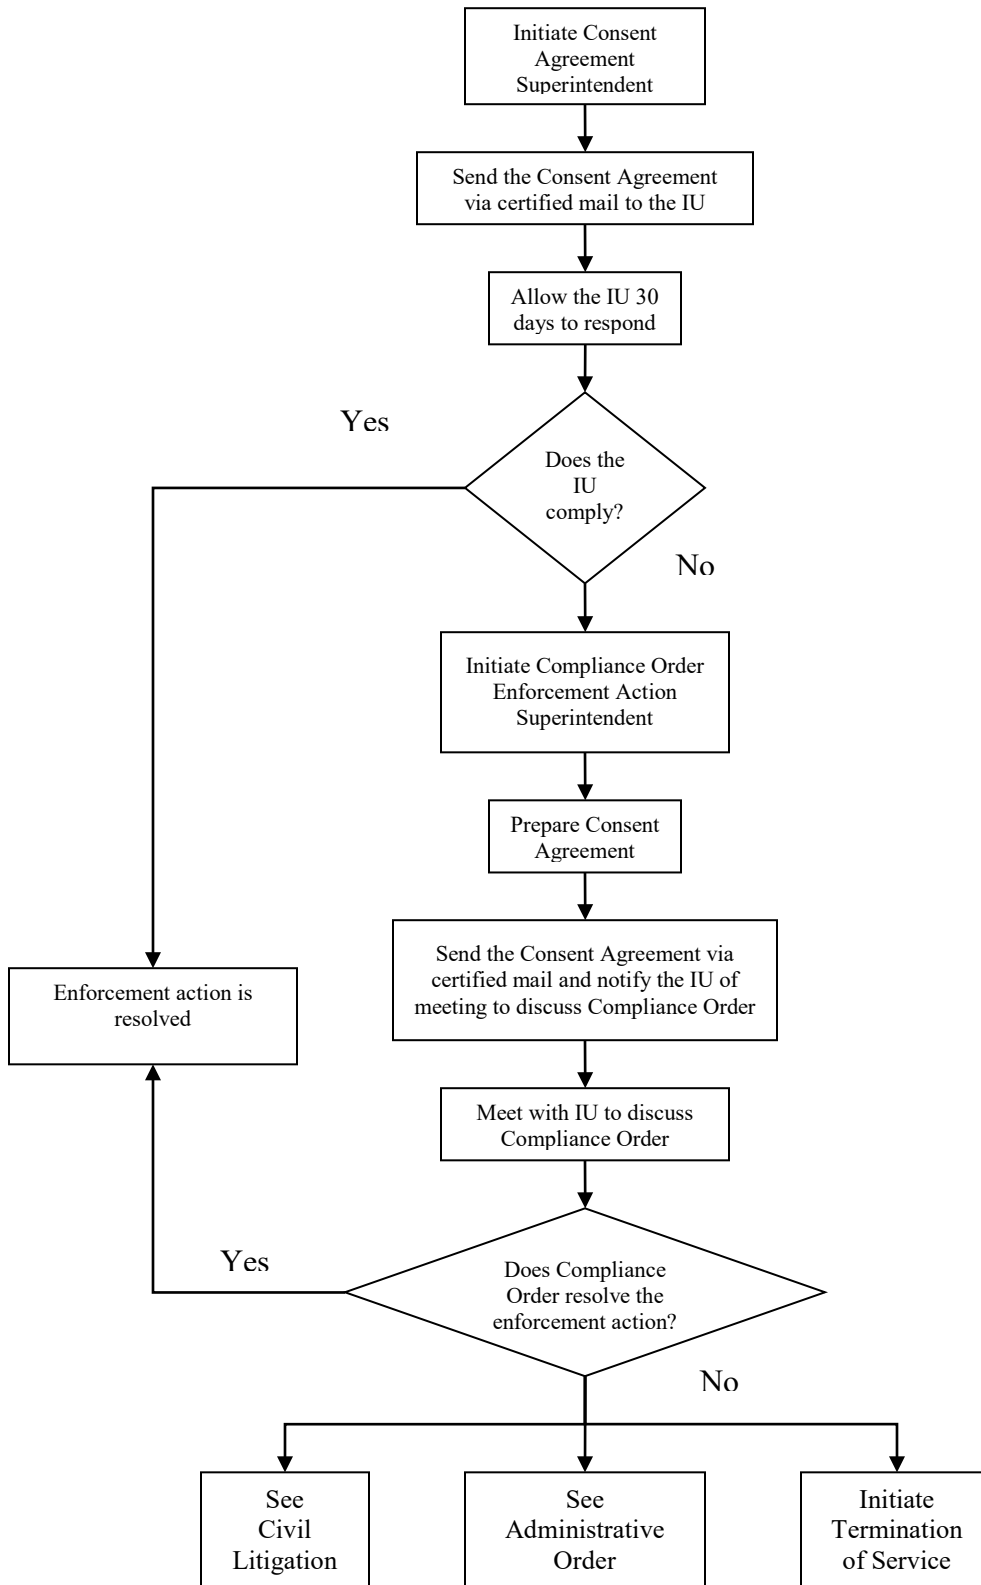 Initiate Consent
Agreement
Superintendent
Send the Consent Agreement
via certified mail to the IU
Allow the IU 30
days to respond
Yes
Does the
IU
comply?
No
Initiate Compliance Order
Enforcement Action
Superintendent
Prepare Consent
Agreement
Send the Consent Agreement via
certified mail and notify the IU of
meeting to discuss Compliance Order
Enforcement action is
resolved
Meet with IU to discuss
Compliance Order
Yes
Does Compliance
Order resolve the
enforcement action?
No
See
Civil
Litigation
See
Administrative
Order
Initiate
Termination
of Service